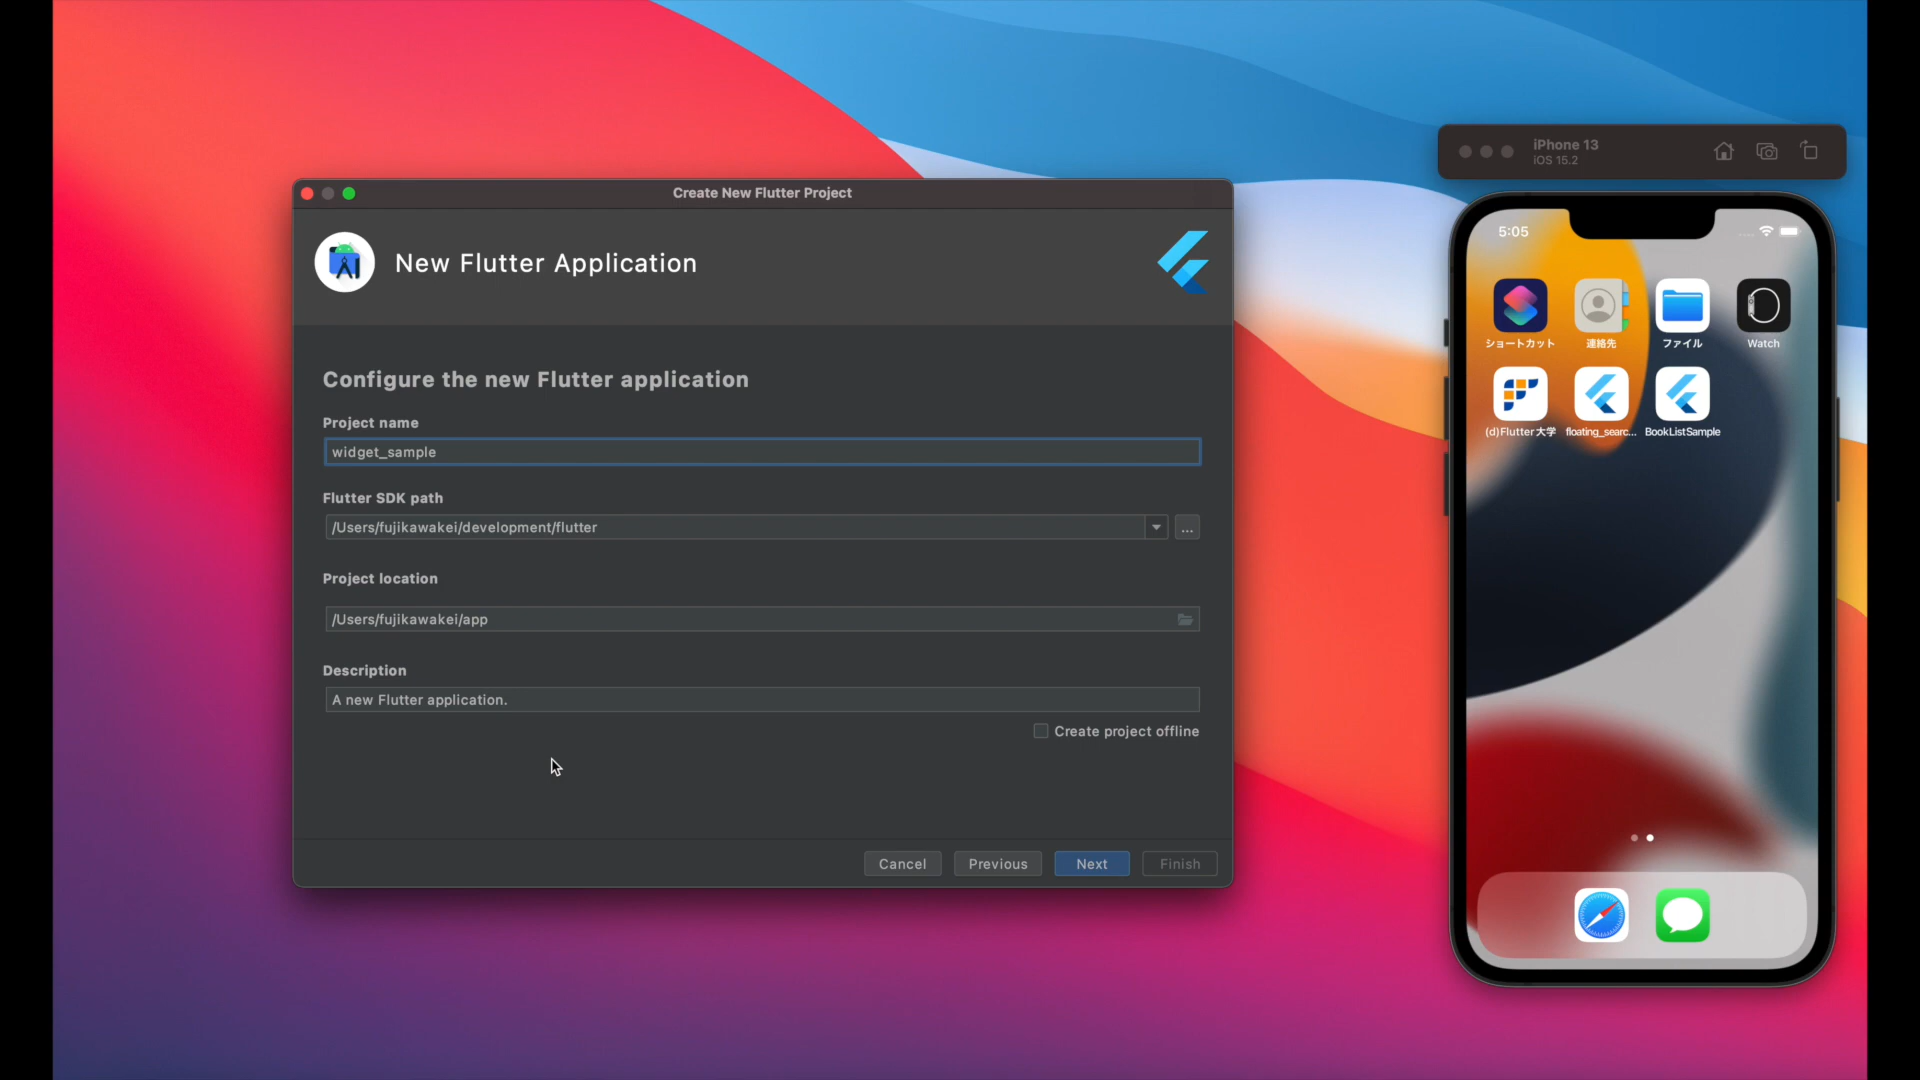 Create New Flutter Project
New Flutter Application
Configure the new Flutter application
Project name
widget_sample
Flutter SDK path
/Users/fujikawakei/development/flutter
...
Project location
/Users/fujikawakei/app
Description
A new Flutter application.
Create project offline
Cancel
Previous
Next
Finish
iPhone 13
iOS 15.2
5:05
ショートカット
連絡先
ファイル
Watch
(d)Flutter大学
floating_searc...
BookListSample